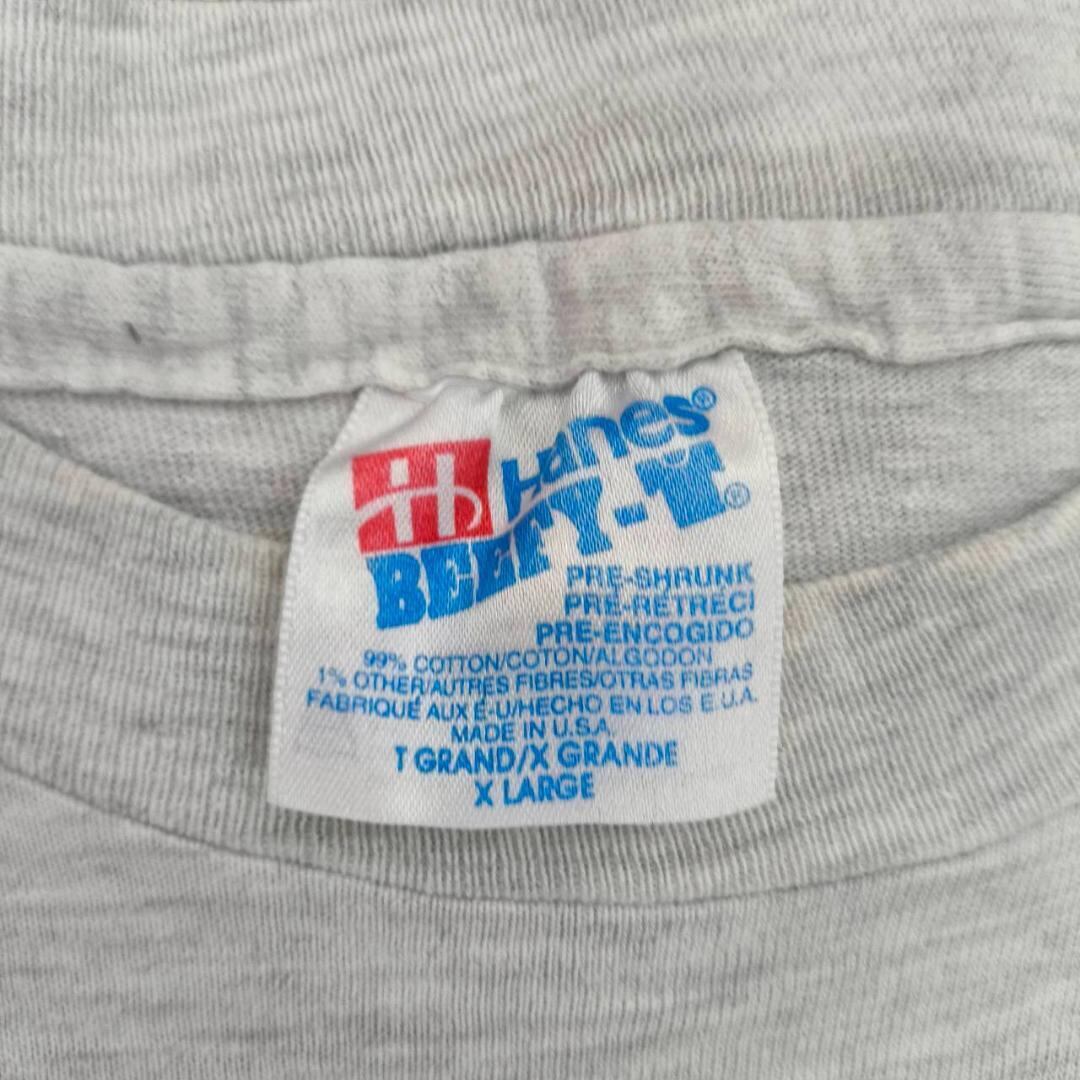 H Hanes®
BEEFY-T.®
PRE-SHRUNK
PRE-RÉTRÉCI
PRE-ENCOGIDO
99% COTTON/COTON/ALGODON
1% OTHER/AUTRES FIBRES/OTRAS FIBRAS
FABRIQUÉ AUX É-U/HECHO EN LOS E.U.A.
MADE IN U.S.A.
T GRAND/X GRANDE
X LARGE